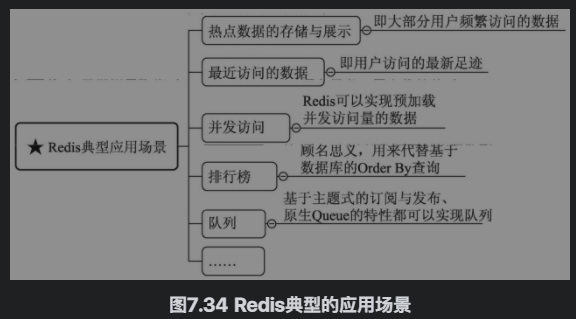 热点数据的存储与展示
即大部分用户频繁访问的数据
最近访问的数据
即用户访问的最新足迹
并发访问
Redis可以实现预加载
并发访问量的数据
★ Redis典型应用场景
排行榜
顾名思义，用来代替基于
数据库的Order By查询
队列
基于主题式的订阅与发布、
原生Queue的特性都可以实现队列
……
图7.34 Redis典型的应用场景